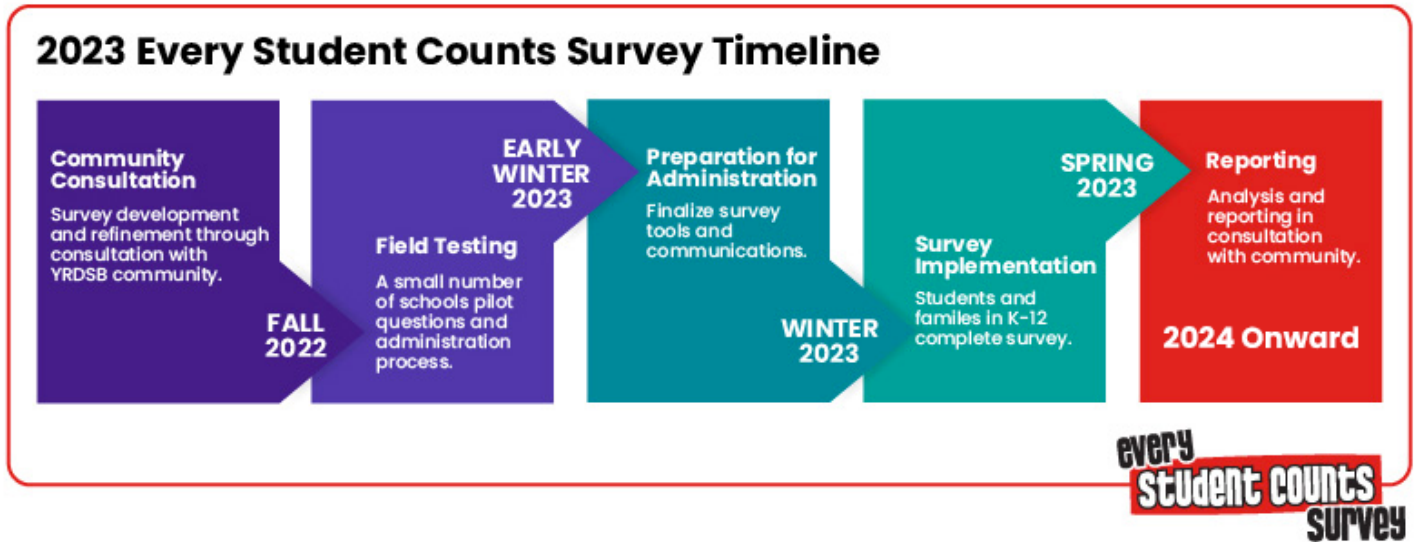 2023 Every Student Counts Survey Timeline
Community
Consultation
Survey development
and refinement through
consultation with
YRDSB community.
FALL
2022
Field Testing
A small number
of schools pilot
questions and
administration
process.
EARLY
WINTER
2023
Preparation for
Administration
Finalize survey
tools and
communications.
WINTER
2023
Survey
Implementation
Students and
familes in K-12
complete survey.
SPRING
2023
Reporting
Analysis and
reporting in
consultation
with community.
2024 Onward
every
student counts
survey